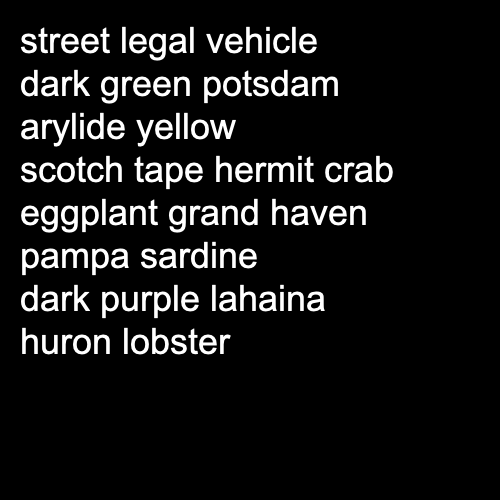 street legal vehicle
dark green potsdam
arylide yellow
scotch tape hermit crab
eggplant grand haven
pampa sardine
dark purple lahaina
huron lobster